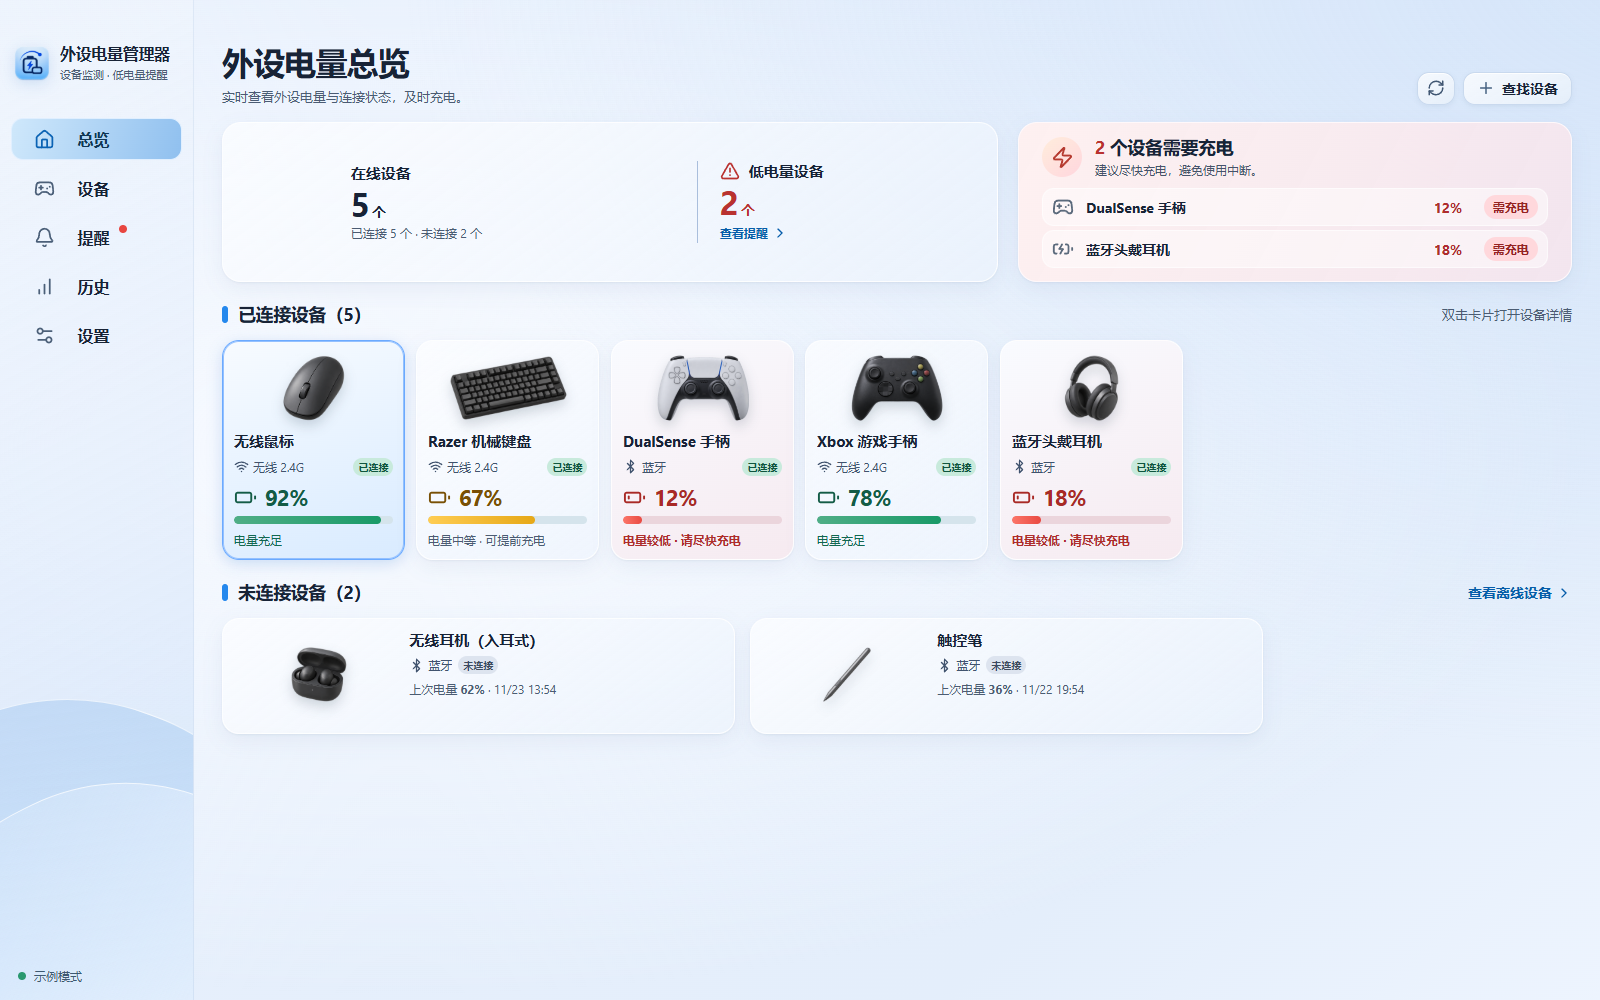 外设电量管理器
设备监测 · 低电量提醒
总览
设备
提醒
历史
设置
示例模式
外设电量总览
实时查看外设电量与连接状态，及时充电。
查找设备
在线设备
5 个
已连接 5 个 · 未连接 2 个
低电量设备
2 个
查看提醒
2 个设备需要充电
建议尽快充电，避免使用中断。
DualSense 手柄 12% 需充电
蓝牙头戴耳机 18% 需充电
已连接设备（5）
双击卡片打开设备详情
无线鼠标
无线 2.4G 已连接
92%
电量充足
Razer 机械键盘
无线 2.4G 已连接
67%
电量中等 · 可提前充电
DualSense 手柄
蓝牙 已连接
12%
电量较低 · 请尽快充电
Xbox 游戏手柄
无线 2.4G 已连接
78%
电量充足
蓝牙头戴耳机
蓝牙 已连接
18%
电量较低 · 请尽快充电
未连接设备（2）
查看离线设备
无线耳机（入耳式）
蓝牙 未连接
上次电量 62% · 11/23 13:54
触控笔
蓝牙 未连接
上次电量 36% · 11/22 19:54